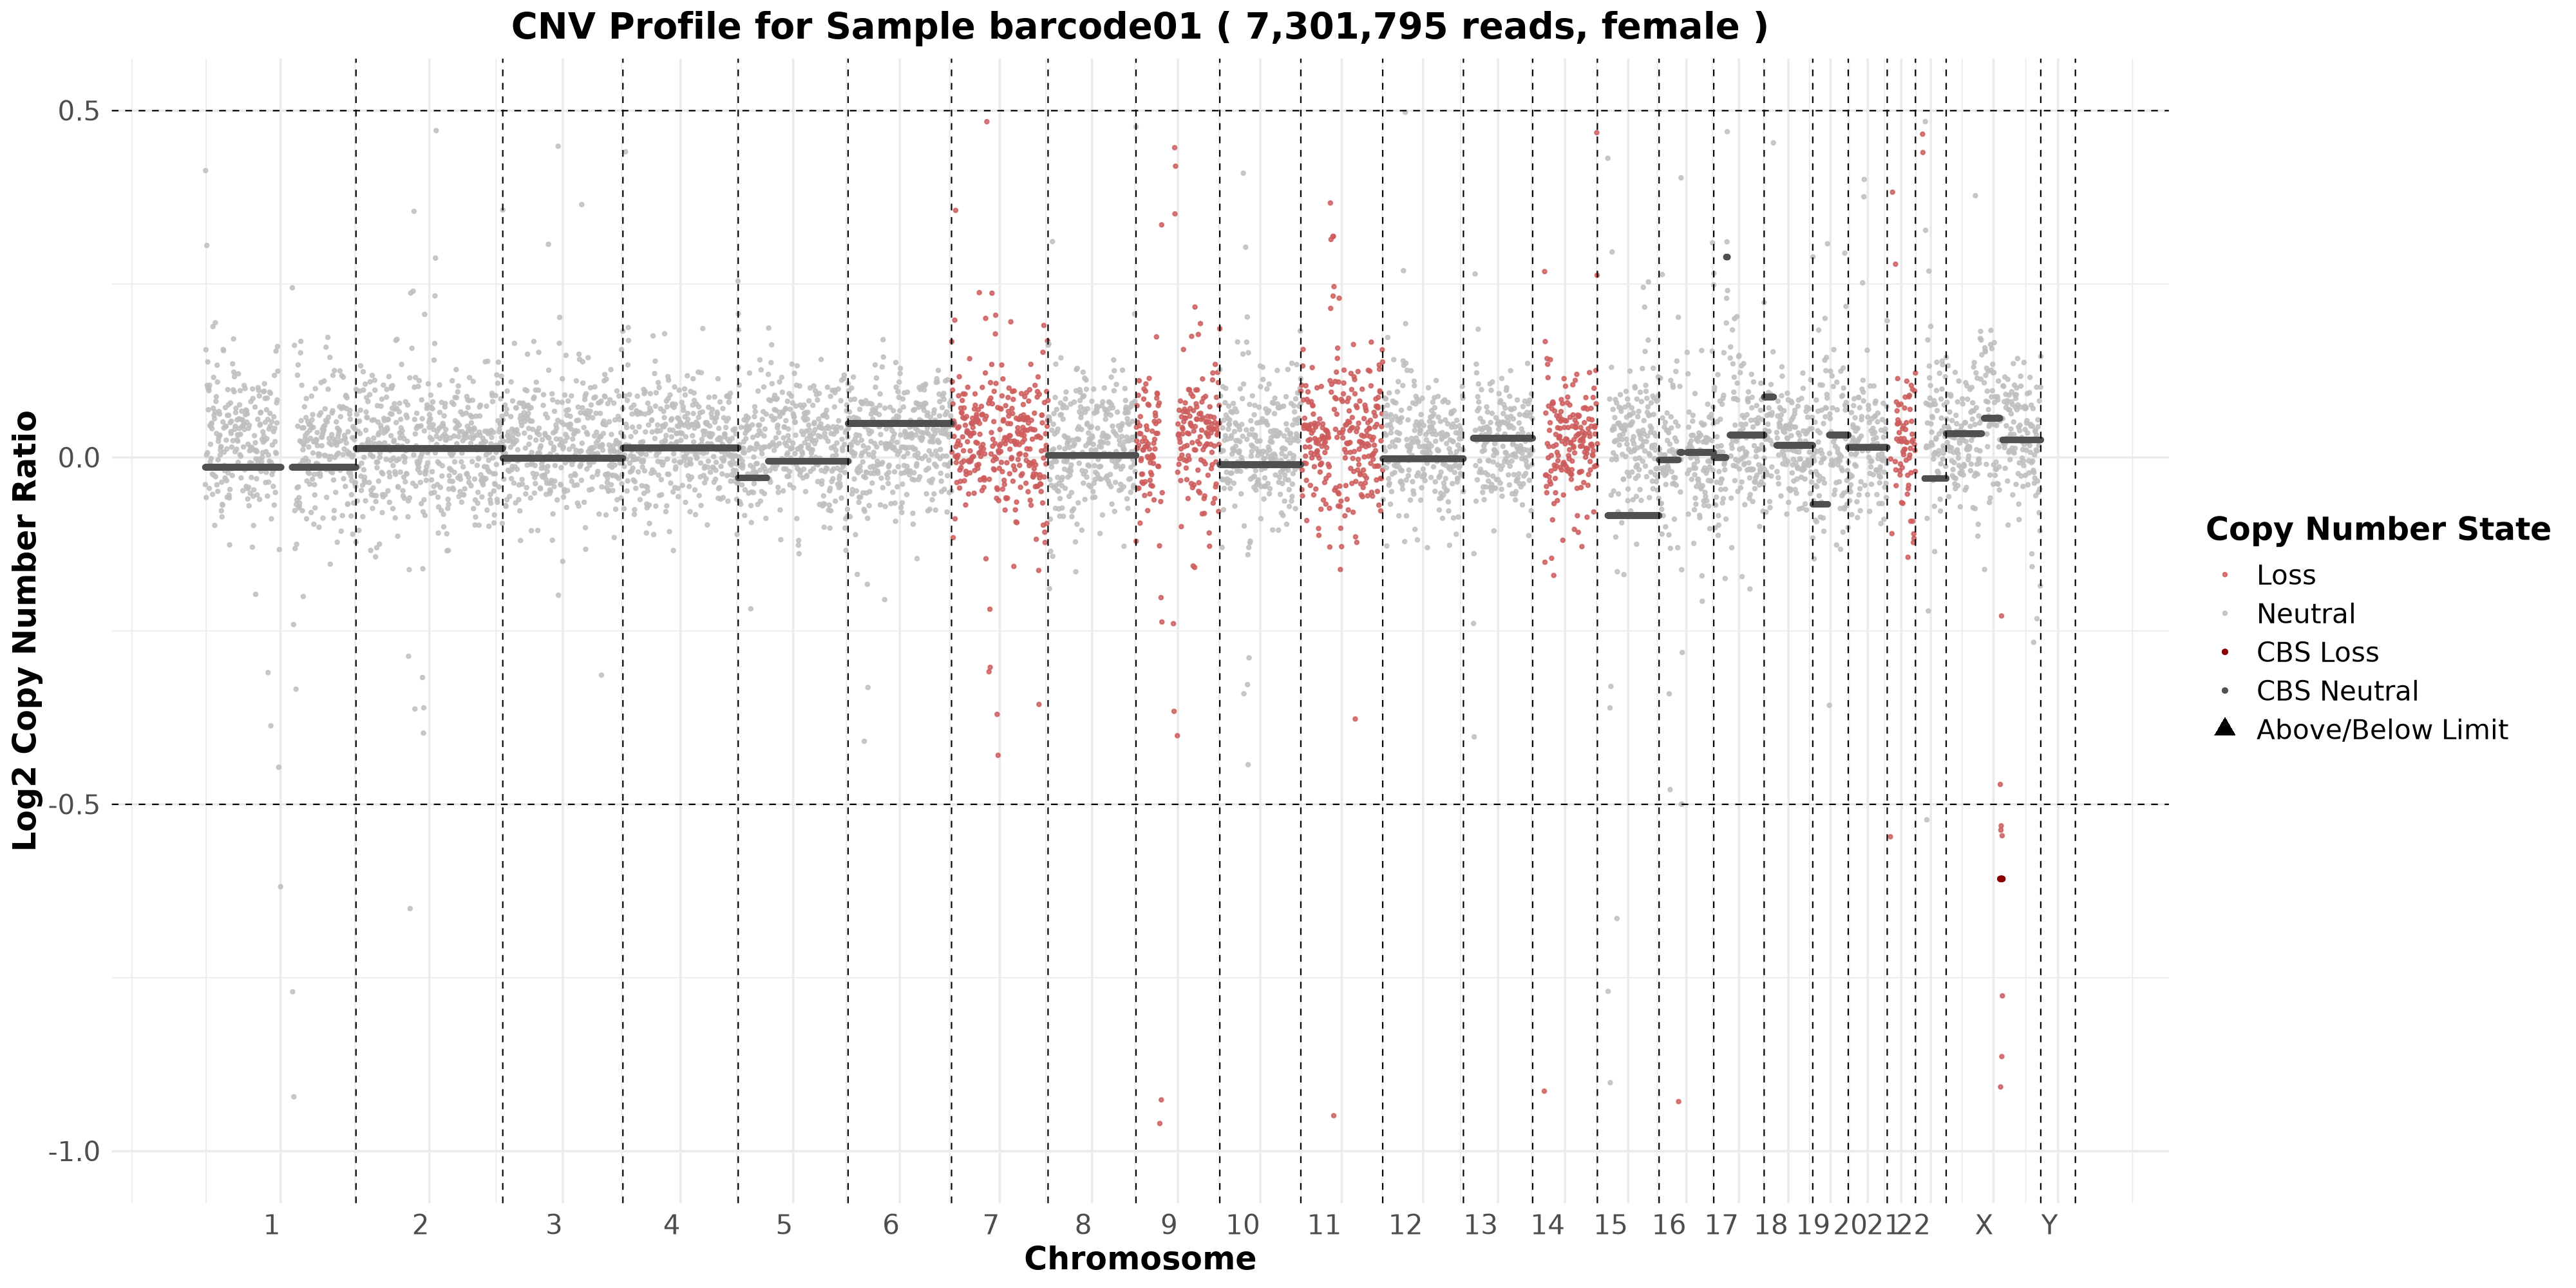 CNV Profile for Sample barcode01 ( 7,301,795 reads, female )
Log2 Copy Number Ratio
0.5
0.0
-0.5
-1.0
1 2 3 4 5 6 7 8 9 10 11 12 13 14 15 16 17 18 19 20 21 22 X Y
Chromosome
Copy Number State
Loss
Neutral
CBS Loss
CBS Neutral
Above/Below Limit